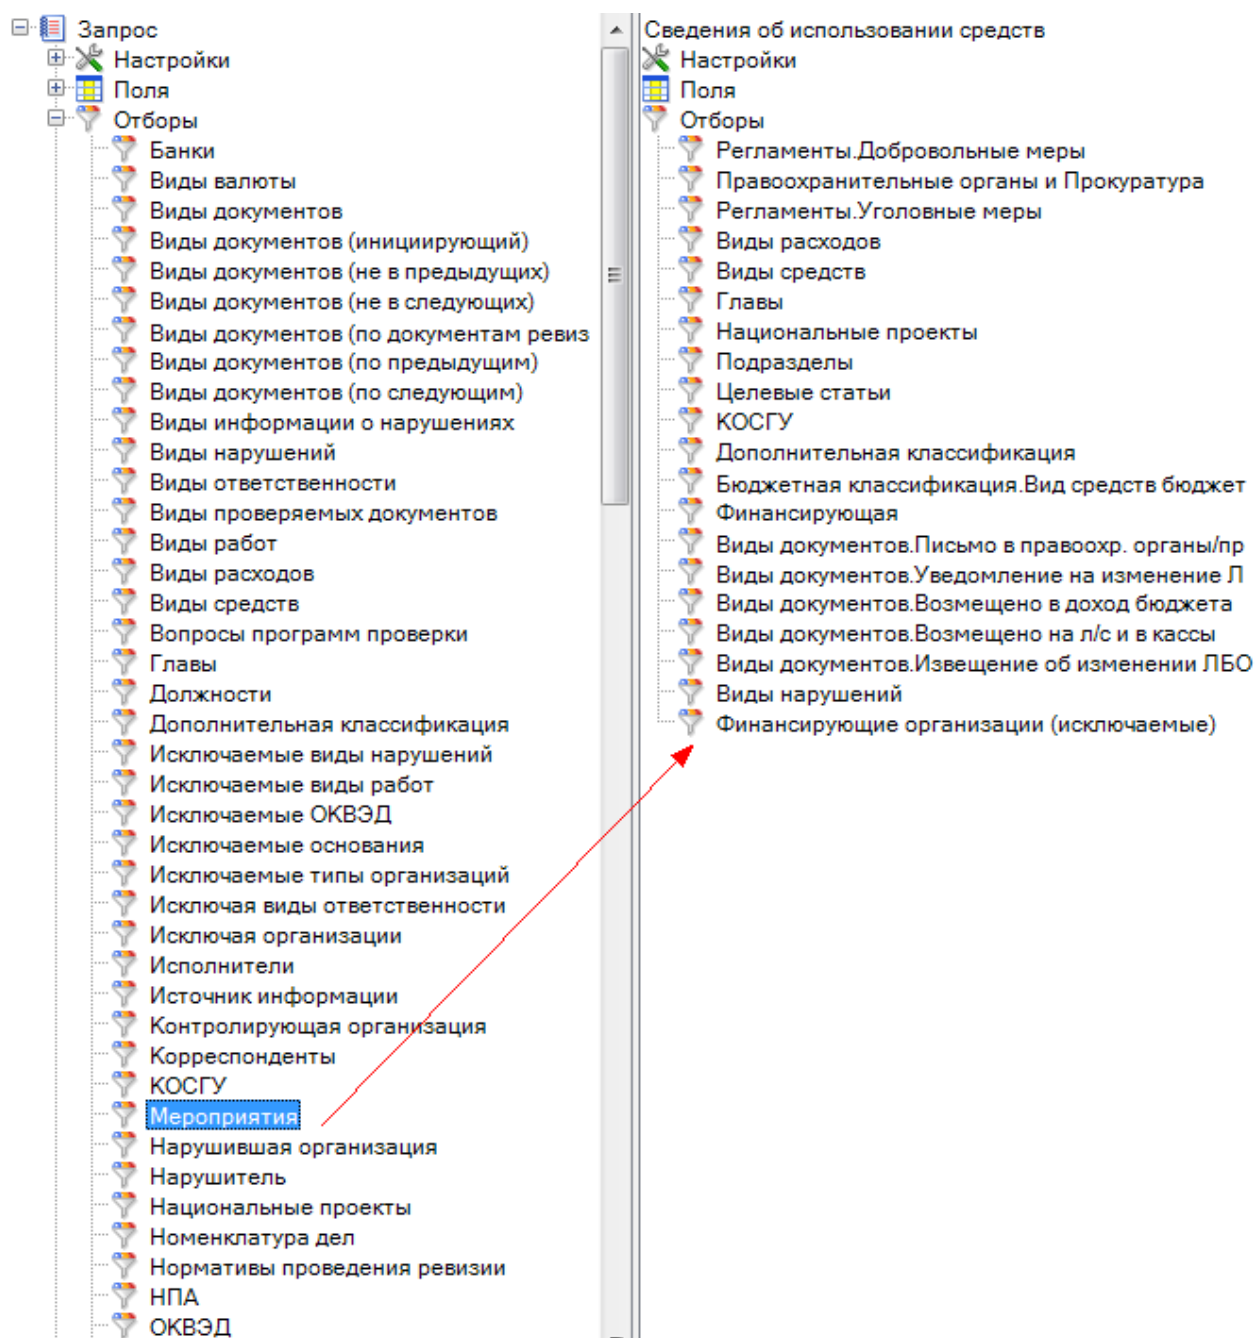 Запрос
Настройки
Поля
Отборы
Банки
Виды валюты
Виды документов
Виды документов (инициирующий)
Виды документов (не в предыдущих)
Виды документов (не в следующих)
Виды документов (по документам ревиз
Виды документов (по предыдущим)
Виды документов (по следующим)
Виды информации о нарушениях
Виды нарушений
Виды ответственности
Виды проверяемых документов
Виды работ
Виды расходов
Виды средств
Вопросы программ проверки
Главы
Должности
Дополнительная классификация
Исключаемые виды нарушений
Исключаемые виды работ
Исключаемые ОКВЭД
Исключаемые основания
Исключаемые типы организаций
Исключая виды ответственности
Исключая организации
Исполнители
Источник информации
Контролирующая организация
Корреспонденты
КОСГУ
Мероприятия
Нарушившая организация
Нарушитель
Национальные проекты
Номенклатура дел
Нормативы проведения ревизии
НПА
ОКВЭД
Сведения об использовании средств
Настройки
Поля
Отборы
Регламенты.Добровольные меры
Правоохранительные органы и Прокуратура
Регламенты.Уголовные меры
Виды расходов
Виды средств
Главы
Национальные проекты
Подразделы
Целевые статьи
КОСГУ
Дополнительная классификация
Бюджетная классификация.Вид средств бюджет
Финансирующая
Виды документов.Письмо в правоохр. органы/пр
Виды документов.Уведомление на изменение Л
Виды документов.Возмещено в доход бюджета
Виды документов.Возмещено на л/с и в кассы
Виды документов.Извещение об изменении ЛБО
Виды нарушений
Финансирующие организации (исключаемые)